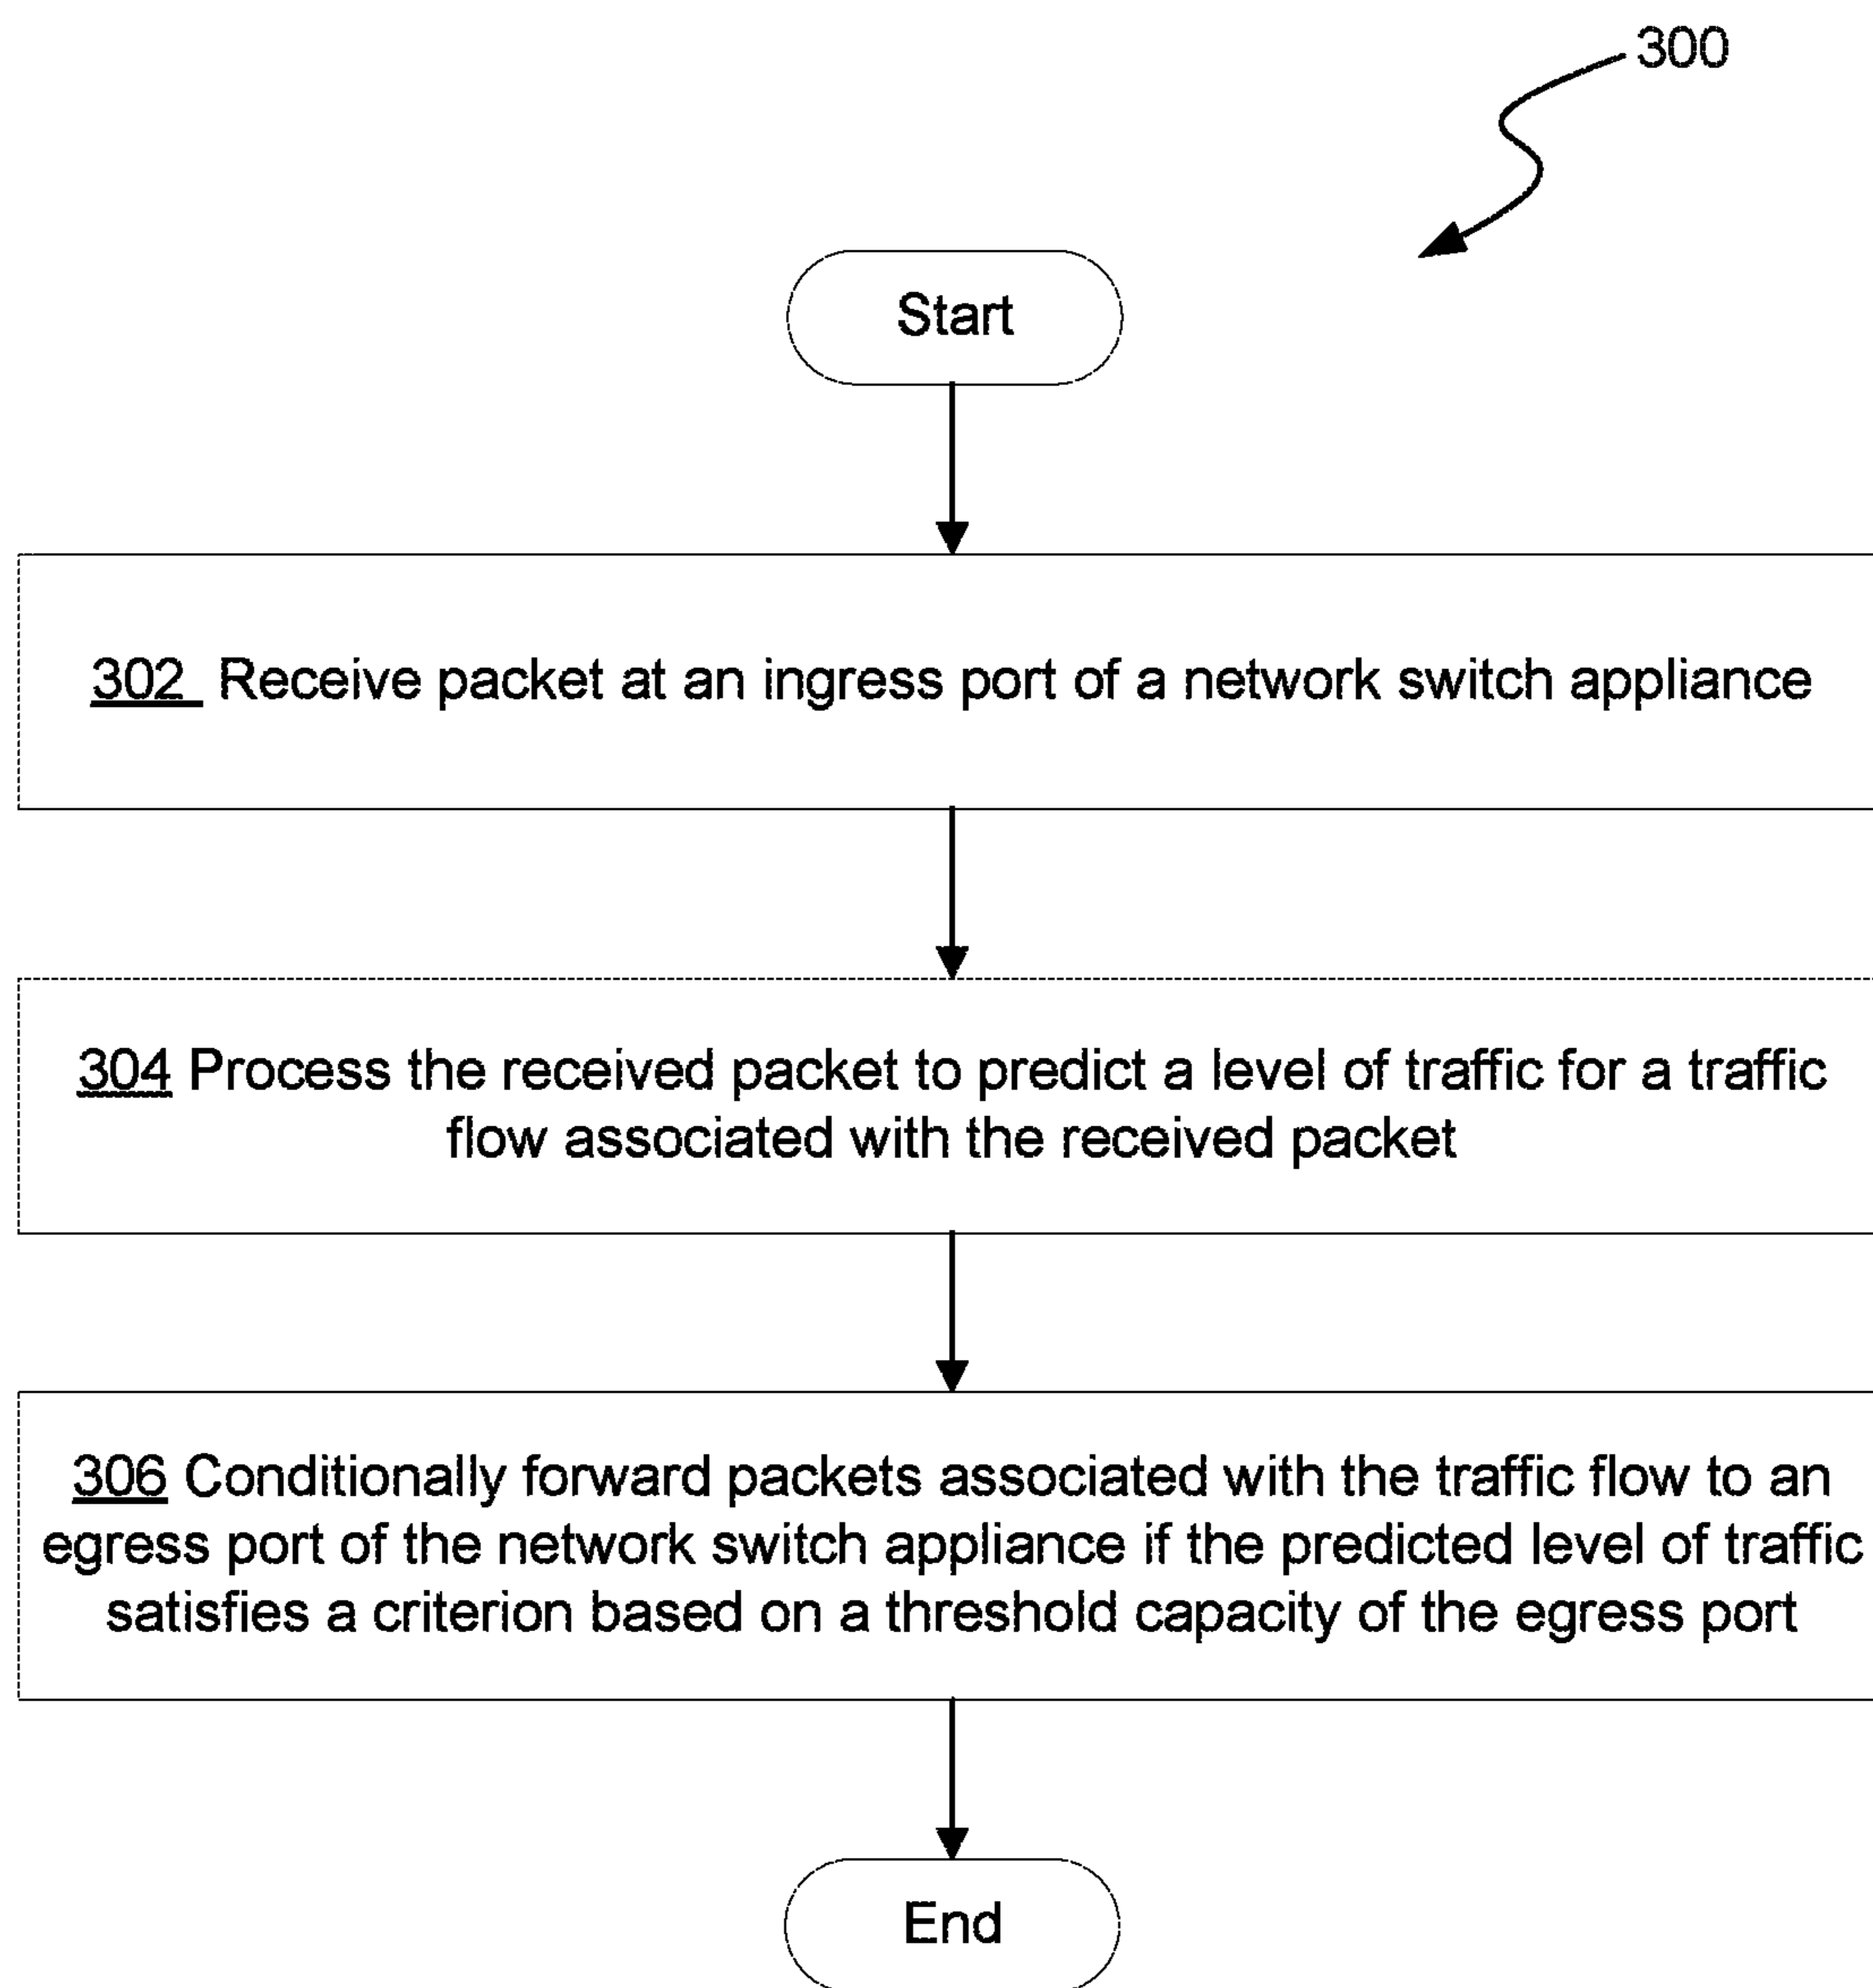 300
Start
302 Receive packet at an ingress port of a network switch appliance
304 Process the received packet to predict a level of traffic for a traffic
flow associated with the received packet
306 Conditionally forward packets associated with the traffic flow to an
egress port of the network switch appliance if the predicted level of traffic
satisfies a criterion based on a threshold capacity of the egress port
End